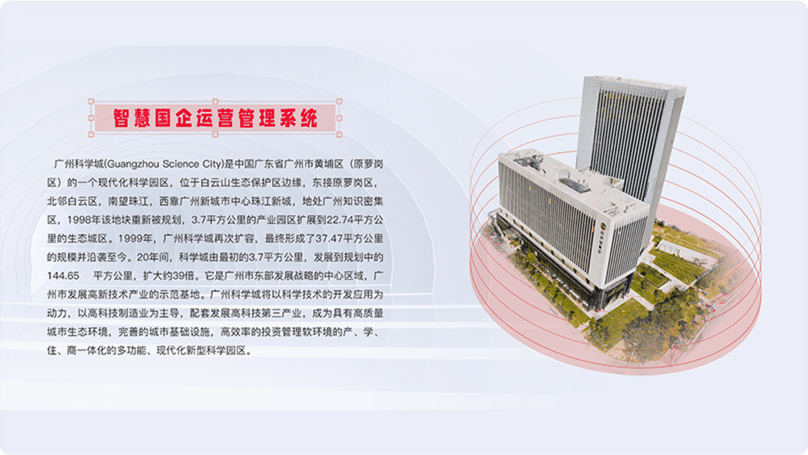 智慧国企运营管理系统
广州科学城(Guangzhou Science City)是中国广东省广州市黄埔区（原萝岗
区）的一个现代化科学园区，位于白云山生态保护区边缘，东接原萝岗区，
北邻白云区，南望珠江，西靠广州新城市中心珠江新城，地处广州知识密集
区，1998年该地块重新被规划，3.7平方公里的产业园区扩展到22.74平方公
里的生态城区。1999年，广州科学城再次扩容，最终形成了37.47平方公里
的规模并沿袭至今。20年间，科学城由最初的3.7平方公里，发展到规划中的
144.65 平方公里，扩大约39倍。它是广州市东部发展战略的中心区域，广
州市发展高新技术产业的示范基地。广州科学城将以科学技术的开发应用为
动力，以高科技制造业为主导，配套发展高科技第三产业，成为具有高质量
城市生态环境，完善的城市基础设施，高效率的投资管理软环境的产、学、
住、商一体化的多功能、现代化新型科学园区。